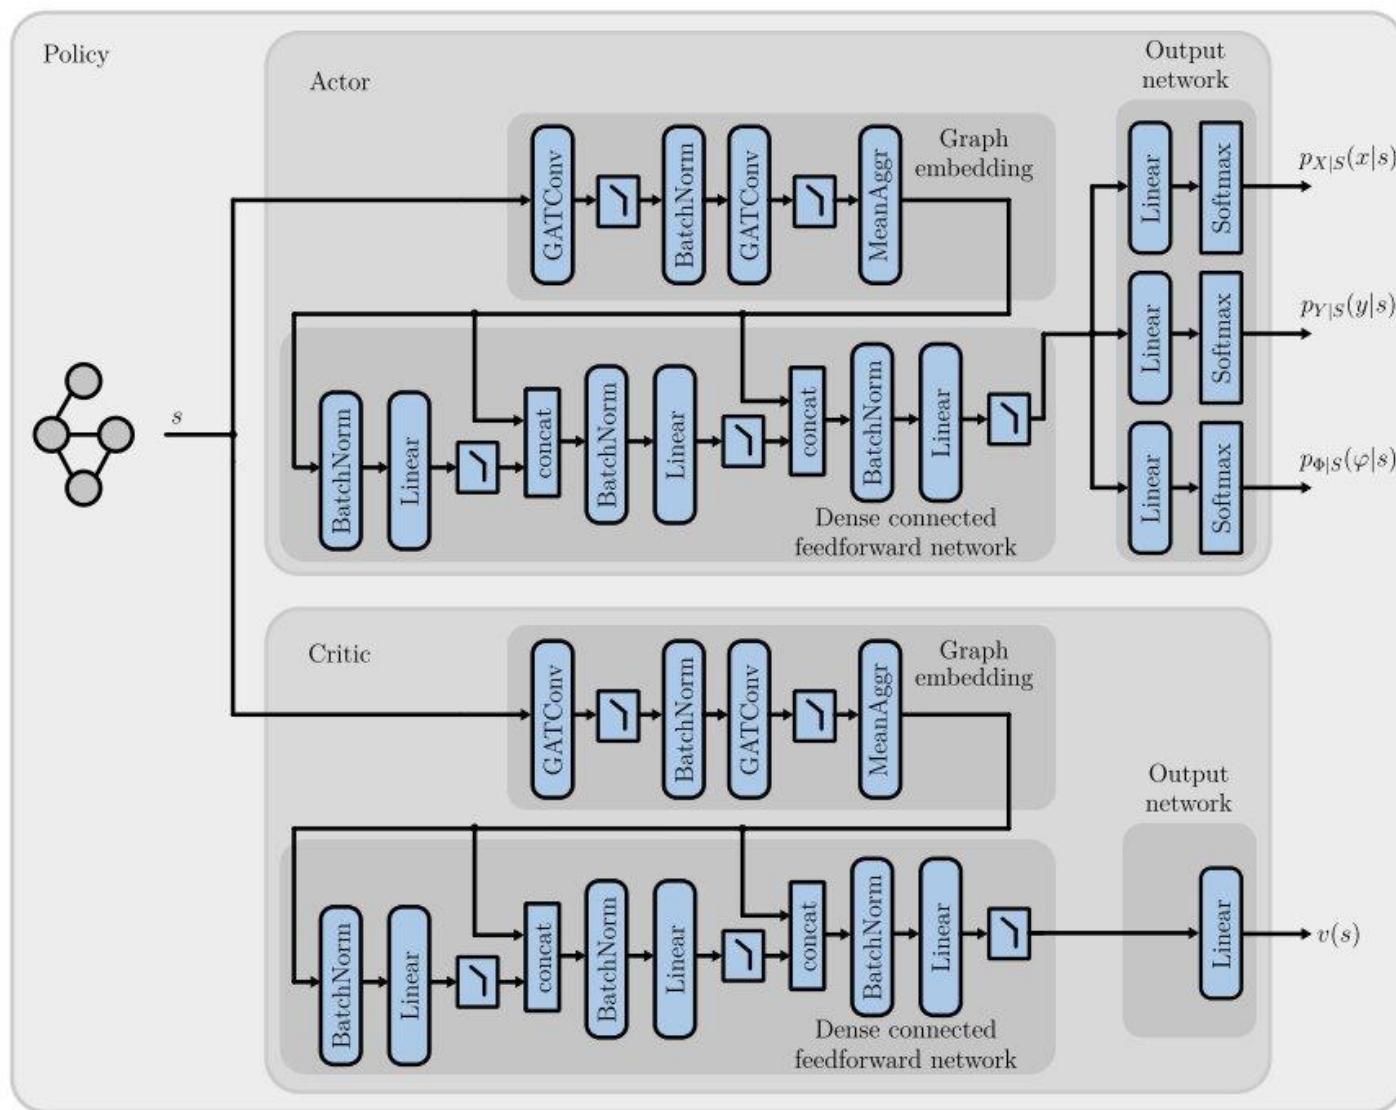 Policy
Actor
Output
network
Graph
embedding
GATConv
BatchNorm
GATConv
MeanAggr
Linear
Softmax
p_{X|S}(x|s)
Linear
Softmax
p_{Y|S}(y|s)
Linear
Softmax
p_{Φ|S}(φ|s)
s
BatchNorm
Linear
concat
BatchNorm
Linear
concat
BatchNorm
Linear
Dense connected
feedforward network
Critic
Graph
embedding
GATConv
BatchNorm
GATConv
MeanAggr
Output
network
BatchNorm
Linear
concat
BatchNorm
Linear
concat
BatchNorm
Linear
Dense connected
feedforward network
Linear
v(s)